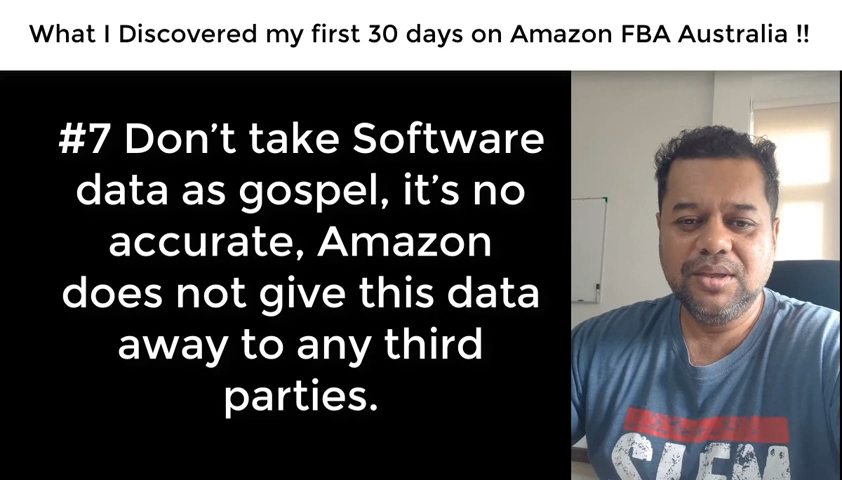 What I Discovered my first 30 days on Amazon FBA Australia !!
#7 Don't take Software
data as gospel, it's no
accurate, Amazon
does not give this data
away to any third
parties.